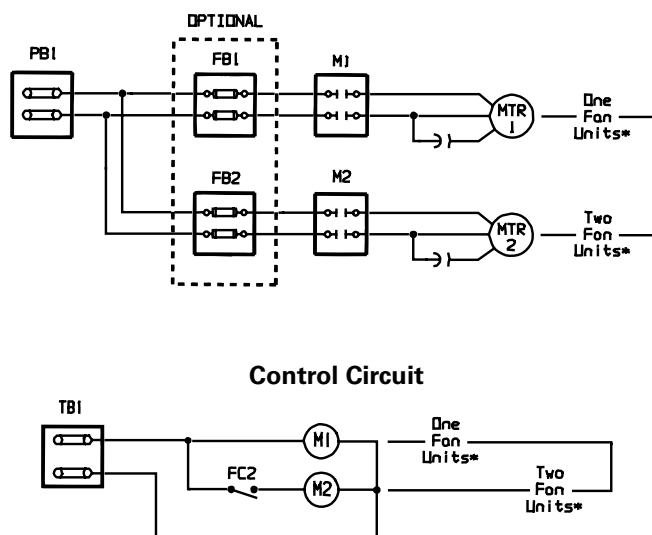 OPTIONAL
PB1
FB1
M1
MTR
1
One
Fan
Units*
FB2
M2
MTR
2
Two
Fan
Units*
Control Circuit
TB1
M1
One
Fan
Units*
FC2
M2
Two
Fan
Units*